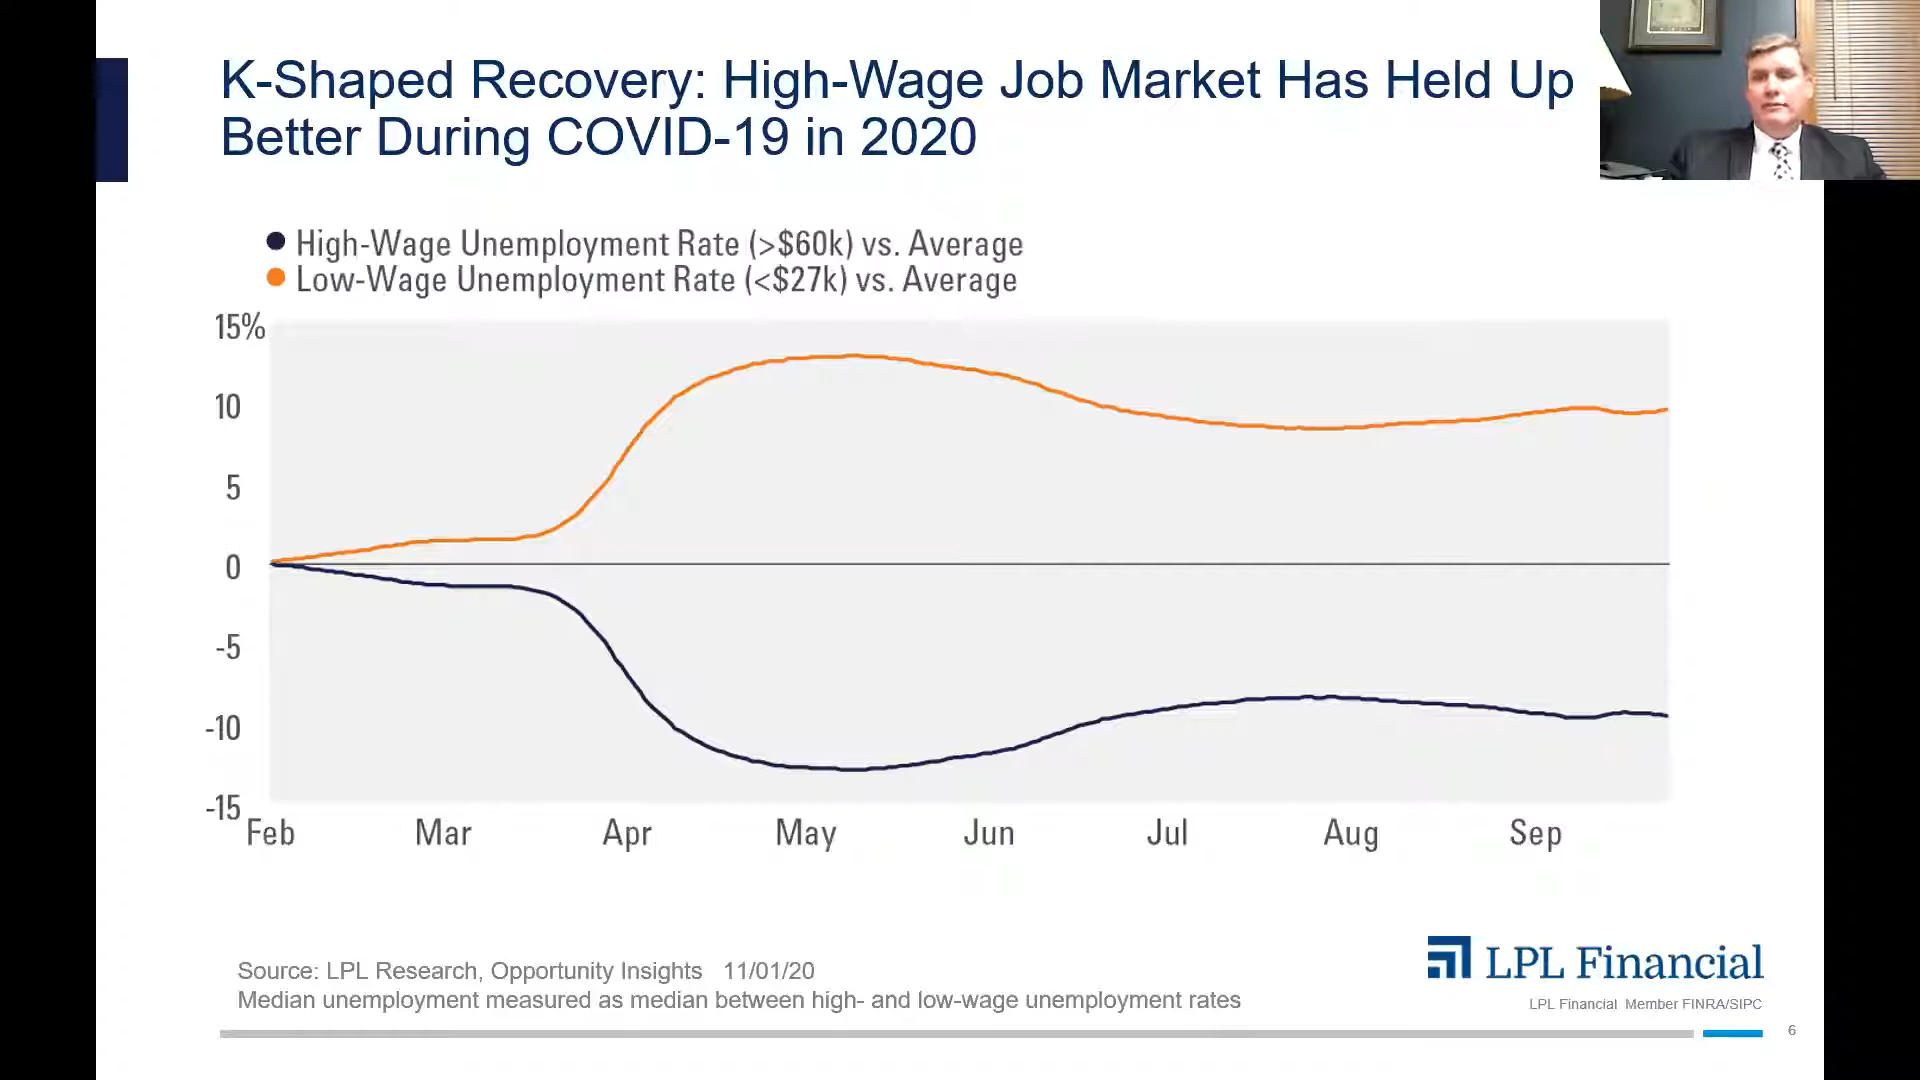 K-Shaped Recovery: High-Wage Job Market Has Held Up
Better During COVID-19 in 2020
High-Wage Unemployment Rate (>$60k) vs. Average
Low-Wage Unemployment Rate (<$27k) vs. Average
15%
10
5
0
-5
-10
-15
Feb Mar Apr May Jun Jul Aug Sep
Source: LPL Research, Opportunity Insights 11/01/20
Median unemployment measured as median between high- and low-wage unemployment rates
LPL Financial
LPL Financial Member FINRA/SIPC
6